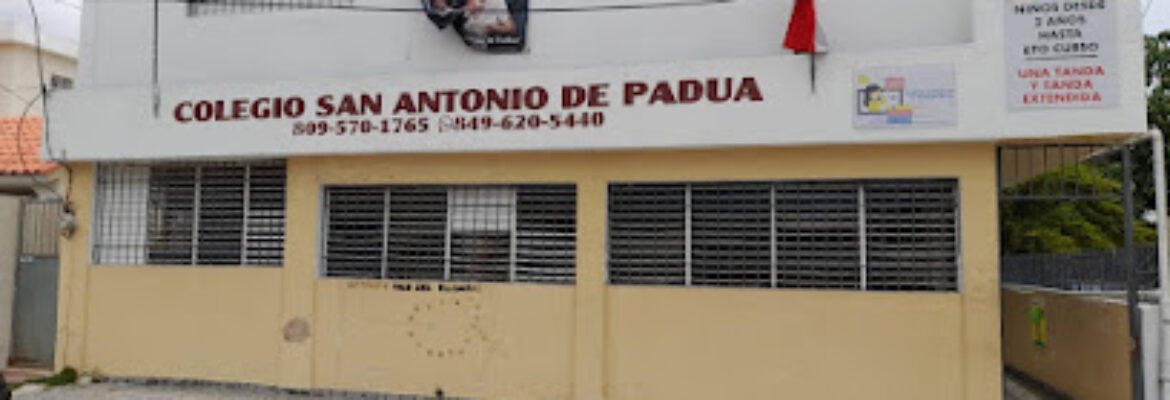 NIÑOS DESDE
2 AÑOS
HASTA
6TO CURSO
UNA TANDA
Y TANDA
EXTENDIDA
COLEGIO SAN ANTONIO DE PADUA
809-570-1765 849-620-5440